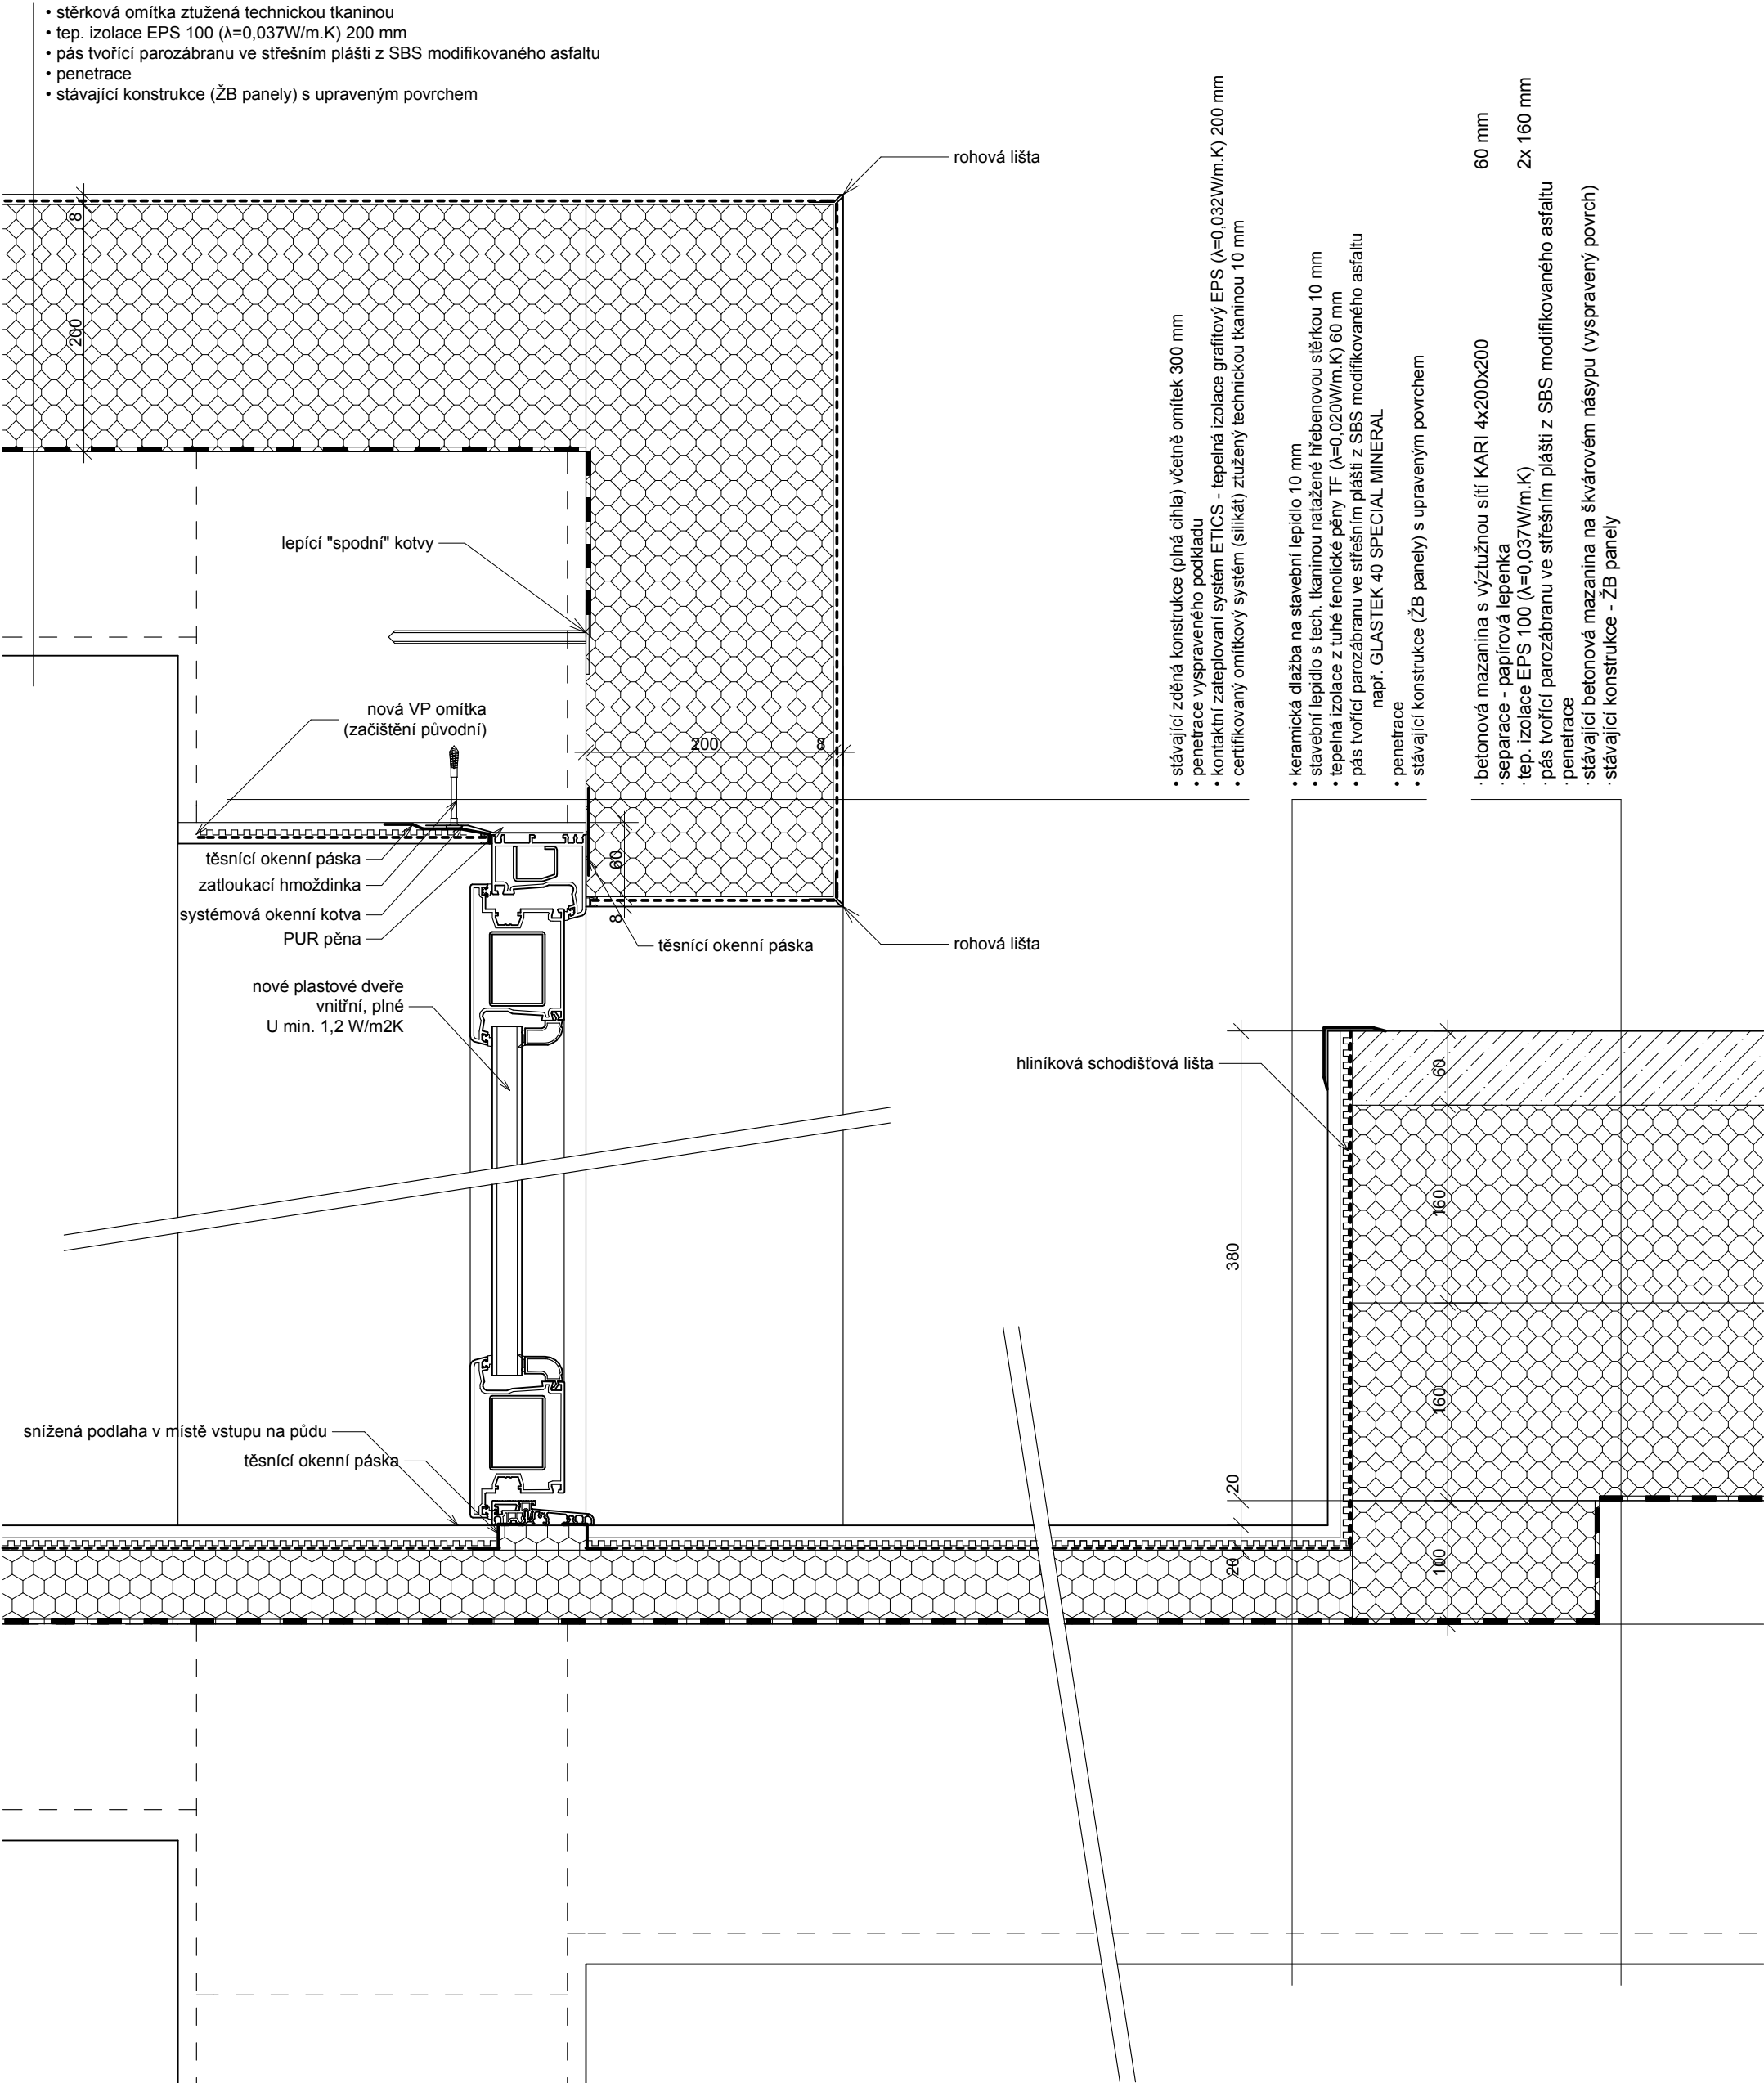 • stěrková omítka ztužená technickou tkaninou
• tep. izolace EPS 100 (λ=0,037W/m.K) 200 mm
• pás tvořící parozábranu ve střešním plášti z SBS modifikovaného asfaltu
• penetrace
• stávající konstrukce (ŽB panely) s upraveným povrchem
rohová lišta
8
200
lepící "spodní" kotvy
nová VP omítka
(začištění původní)
200
8
těsnící okenní páska
zatloukací hmoždinka
systémová okenní kotva
PUR pěna
60
8
těsnící okenní páska
rohová lišta
nové plastové dveře
vnitřní, plné
U min. 1,2 W/m2K
• stávající zděná konstrukce (plná cihla) včetně omítek 300 mm
• penetrace vyspraveného podkladu
• kontaktní zateplovaní systém ETICS - tepelná izolace grafitový EPS (λ=0,032W/m.K) 200 mm
• certifikovaný omítkový systém (silikát) ztužený technickou tkaninou 10 mm
• keramická dlažba na stavební lepidlo 10 mm
• stavební lepidlo s tech. tkaninou natažené hřebenovou stěrkou 10 mm
• tepelná izolace z tuhé fenolické pěny TF (λ=0,020W/m.K) 60 mm
• pás tvořící parozábranu ve střešním plášti z SBS modifikovaného asfaltu
např. GLASTEK 40 SPECIAL MINERAL
• penetrace
• stávající konstrukce (ŽB panely) s upraveným povrchem
· betonová mazanina s výztužnou sítí KARI 4x200x200 60 mm
· separace - papírová lepenka
· tep. izolace EPS 100 (λ=0,037W/m.K) 2x 160 mm
· pás tvořící parozábranu ve střešním plášti z SBS modifikovaného asfaltu
· penetrace
· stávající betonová mazanina na škvárovém násypu (vyspravený povrch)
· stávající konstrukce - ŽB panely
hliníková schodišťová lišta
60
160
380
160
20
20
100
snížená podlaha v místě vstupu na půdu
těsnící okenní páska